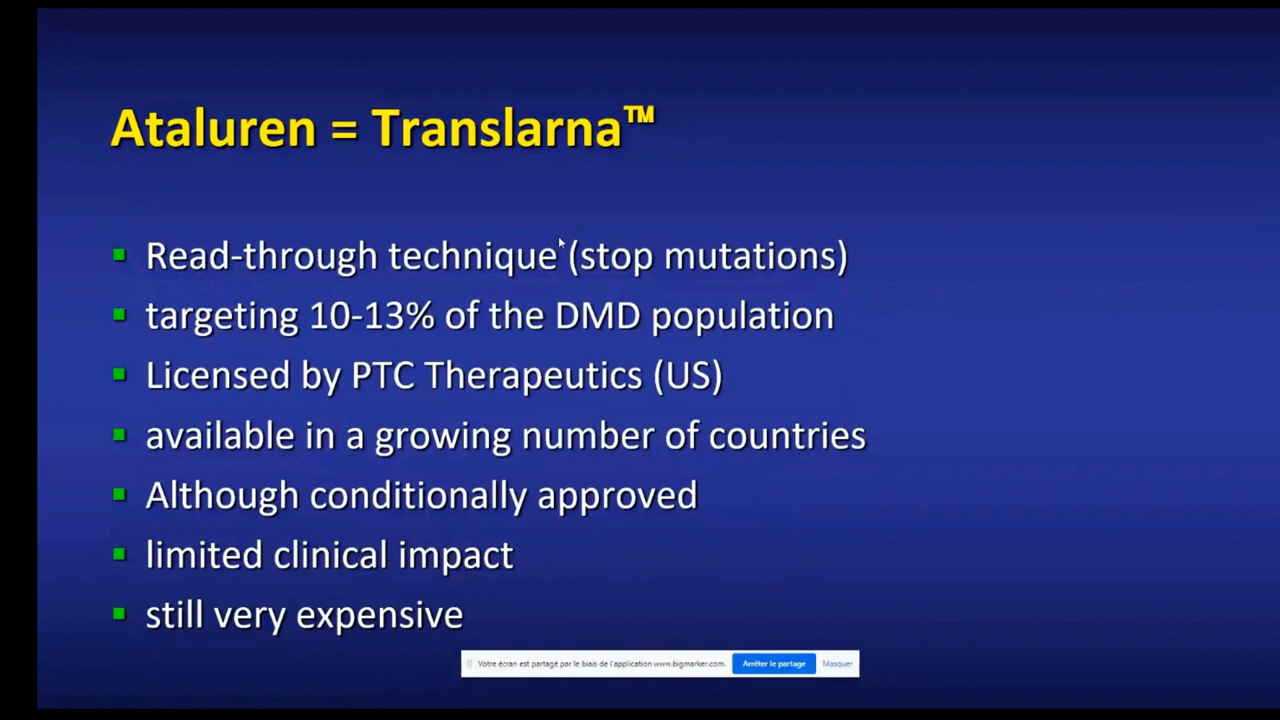 Ataluren = Translarna™
Read-through technique (stop mutations)
targeting 10-13% of the DMD population
Licensed by PTC Therapeutics (US)
available in a growing number of countries
Although conditionally approved
limited clinical impact
still very expensive
Votre écran est partagé par le biais de l'application www.bigmarker.com. Arrêter le partage Masquer